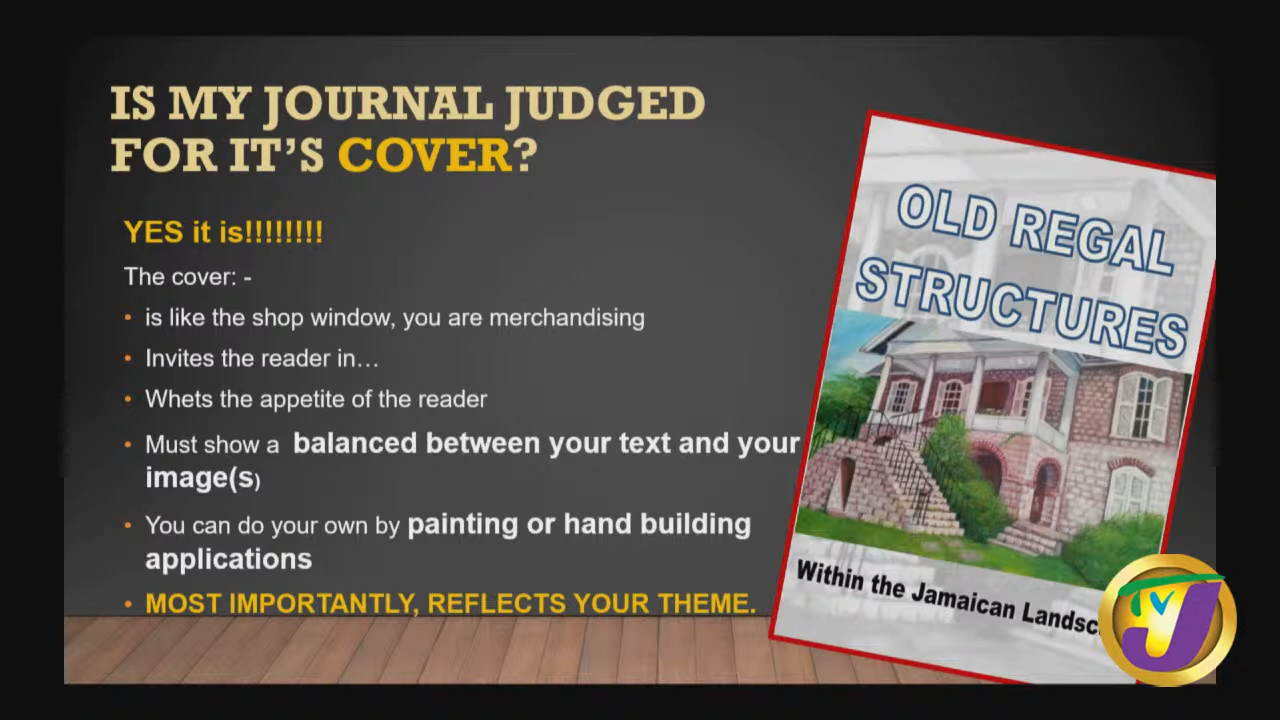 IS MY JOURNAL JUDGED
FOR IT'S COVER?
YES it is!!!!!!!!
The cover: -
• is like the shop window, you are merchandising
• Invites the reader in…
• Whets the appetite of the reader
• Must show a balanced between your text and your
image(s)
• You can do your own by painting or hand building
applications
• MOST IMPORTANTLY, REFLECTS YOUR THEME.
OLD REGAL
STRUCTURES
Within the Jamaican
TVJ